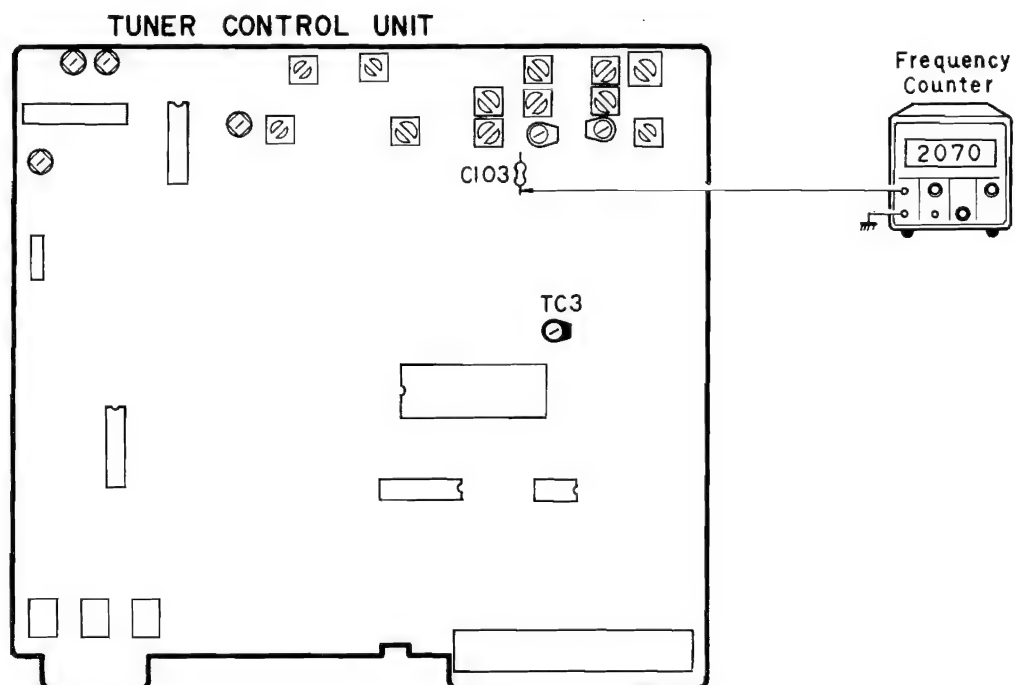 TUNER CONTROL UNIT
Frequency
Counter
2070
C103
TC3